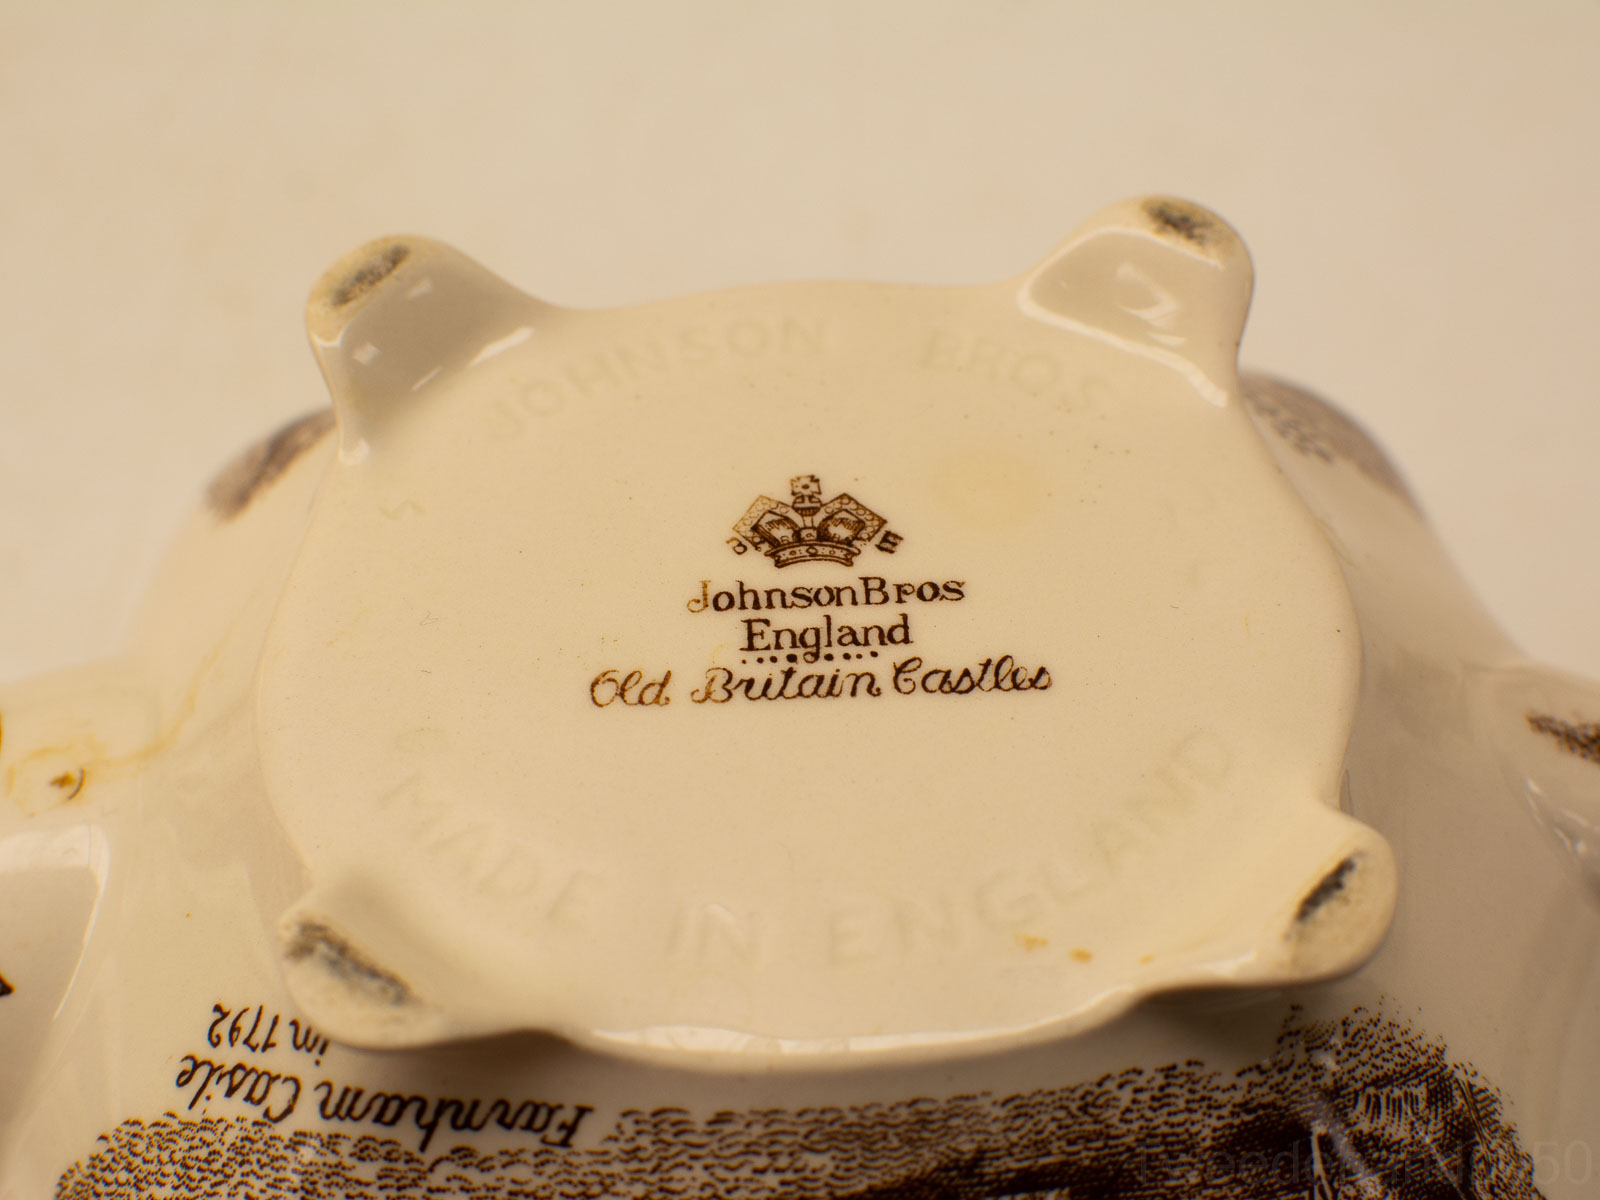 JOHNSON BROS.
J B E
JohnsonBros
England
Old Britain Castles
MADE IN ENGLAND
Farnham Castle
in 1792